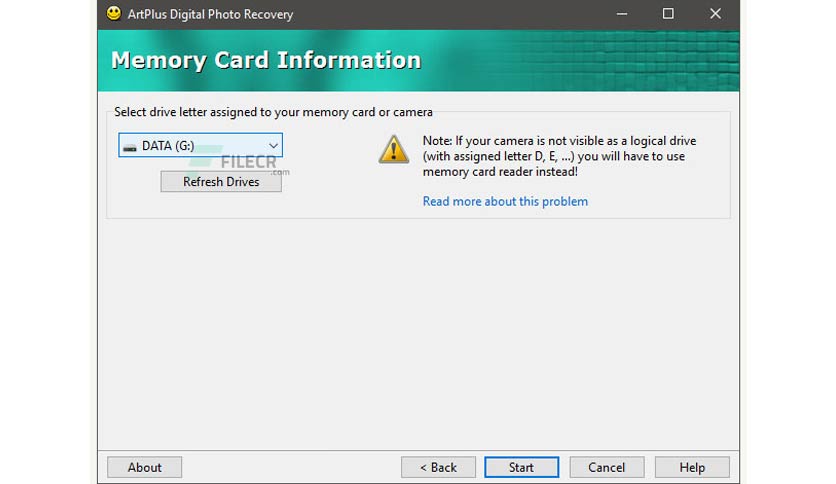 ArtPlus Digital Photo Recovery
Memory Card Information
Select drive letter assigned to your memory card or camera
DATA (G:)
FILECR
.com
Refresh Drives
Note: If your camera is not visible as a logical drive
(with assigned letter D, E, ...) you will have to use
memory card reader instead!
Read more about this problem
About
< Back
Start
Cancel
Help